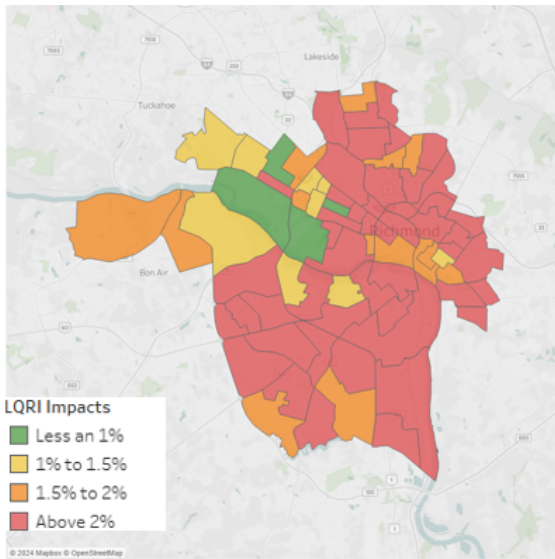 Lakeside
Tuckahoe
Richmond
Bon Air
LQRI Impacts
Less an 1%
1% to 1.5%
1.5% to 2%
Above 2%
© 2024 Mapbox © OpenStreetMap